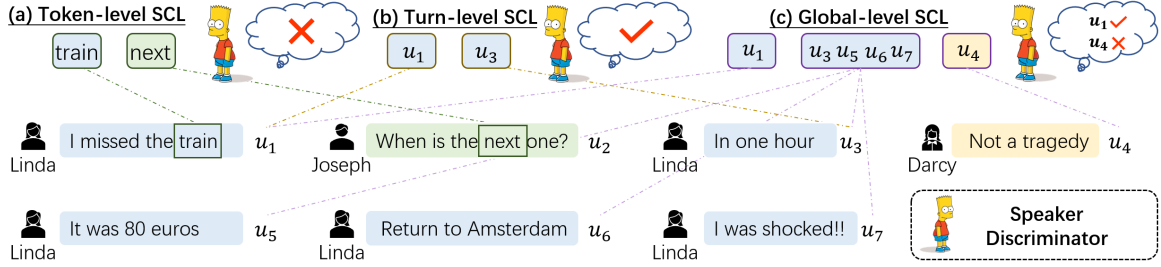 (a) Token-level SCL (b) Turn-level SCL (c) Global-level SCL
train next u₁ u₃ u₁ u₃ u₅ u₆ u₇ u₄ u₁ ✓
u₄ ✗
I missed the train u₁ When is the next one? u₂ In one hour u₃ Not a tragedy u₄
Linda Joseph Linda Darcy
It was 80 euros u₅ Return to Amsterdam u₆ I was shocked!! u₇ Speaker
Discriminator
Linda Linda Linda